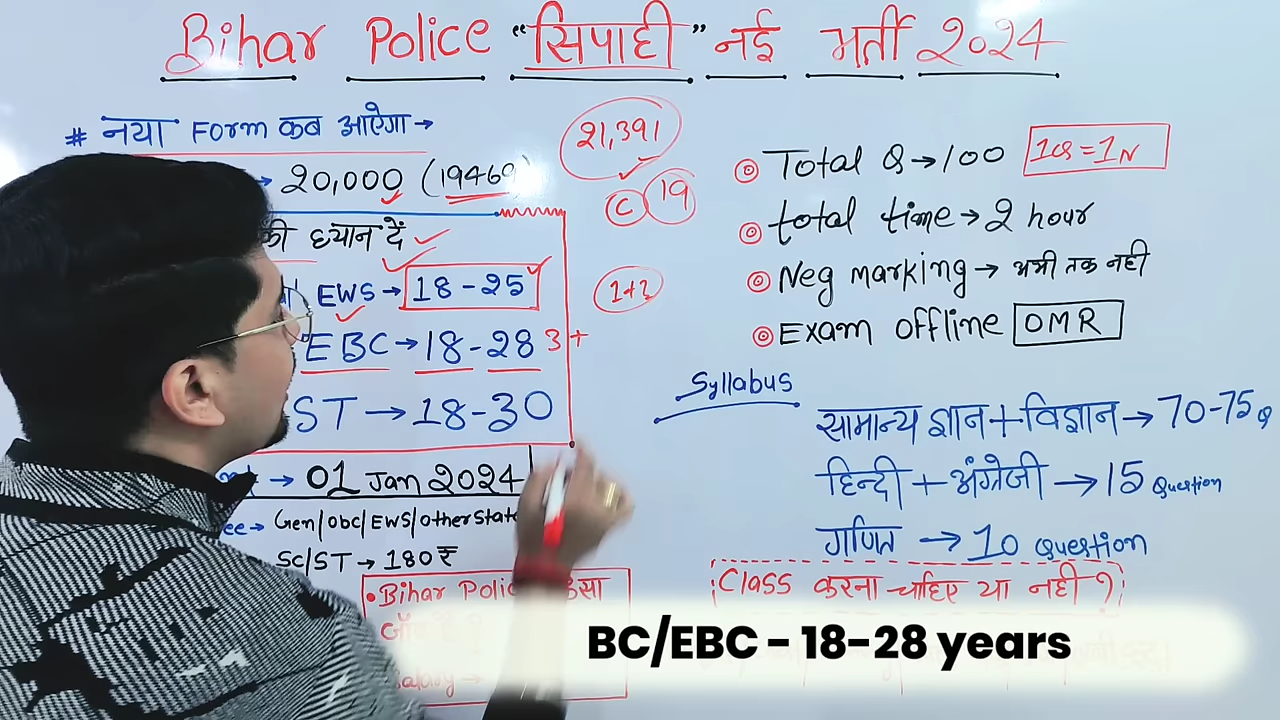 Bihar Police "सिपाही" नई भर्ती 2024
# नया Form कब आऐगा →
→ 20,000 (19460
की ध्यान दें
EWS → 18-25
EBC → 18-28 3+
ST → 18-30
→ 01 Jan 2024
ee → Gen/obc/EWS/other State
SC/ST → 180₹
• Bihar Polic
Salary →
21,391
C 19
1+2
Total Q → 100 1Q=1N
total time → 2 hour
Neg marking → अभी तक नही
Exam offline OMR
Syllabus
सामान्य ज्ञान + विज्ञान → 70-75 Q
हिन्दी + अंग्रेजी → 15 Question
गणित → 10 Question
Class करना चाहिए या नही ?
BC/EBC - 18-28 years